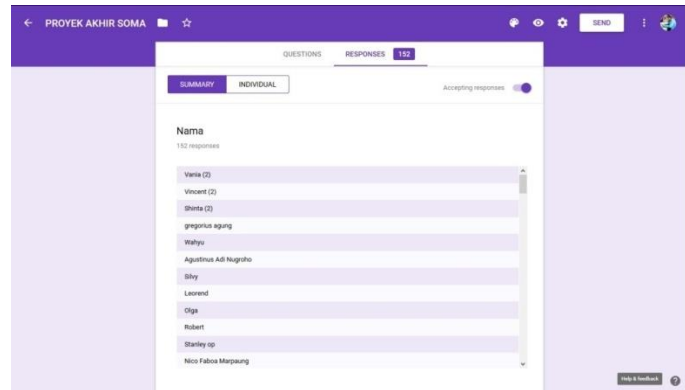 PROYEK AKHIR SOMA
SEND
QUESTIONS RESPONSES 152
SUMMARY INDIVIDUAL Accepting responses
Nama
152 responses
Vania (2)
Vincent (2)
Shinta (2)
gregorius agung
Wahyu
Agustinus Adi Nugroho
Silvy
Leorend
Olga
Robert
Stanley op
Nico Faboa Marpaung
Help & feedback